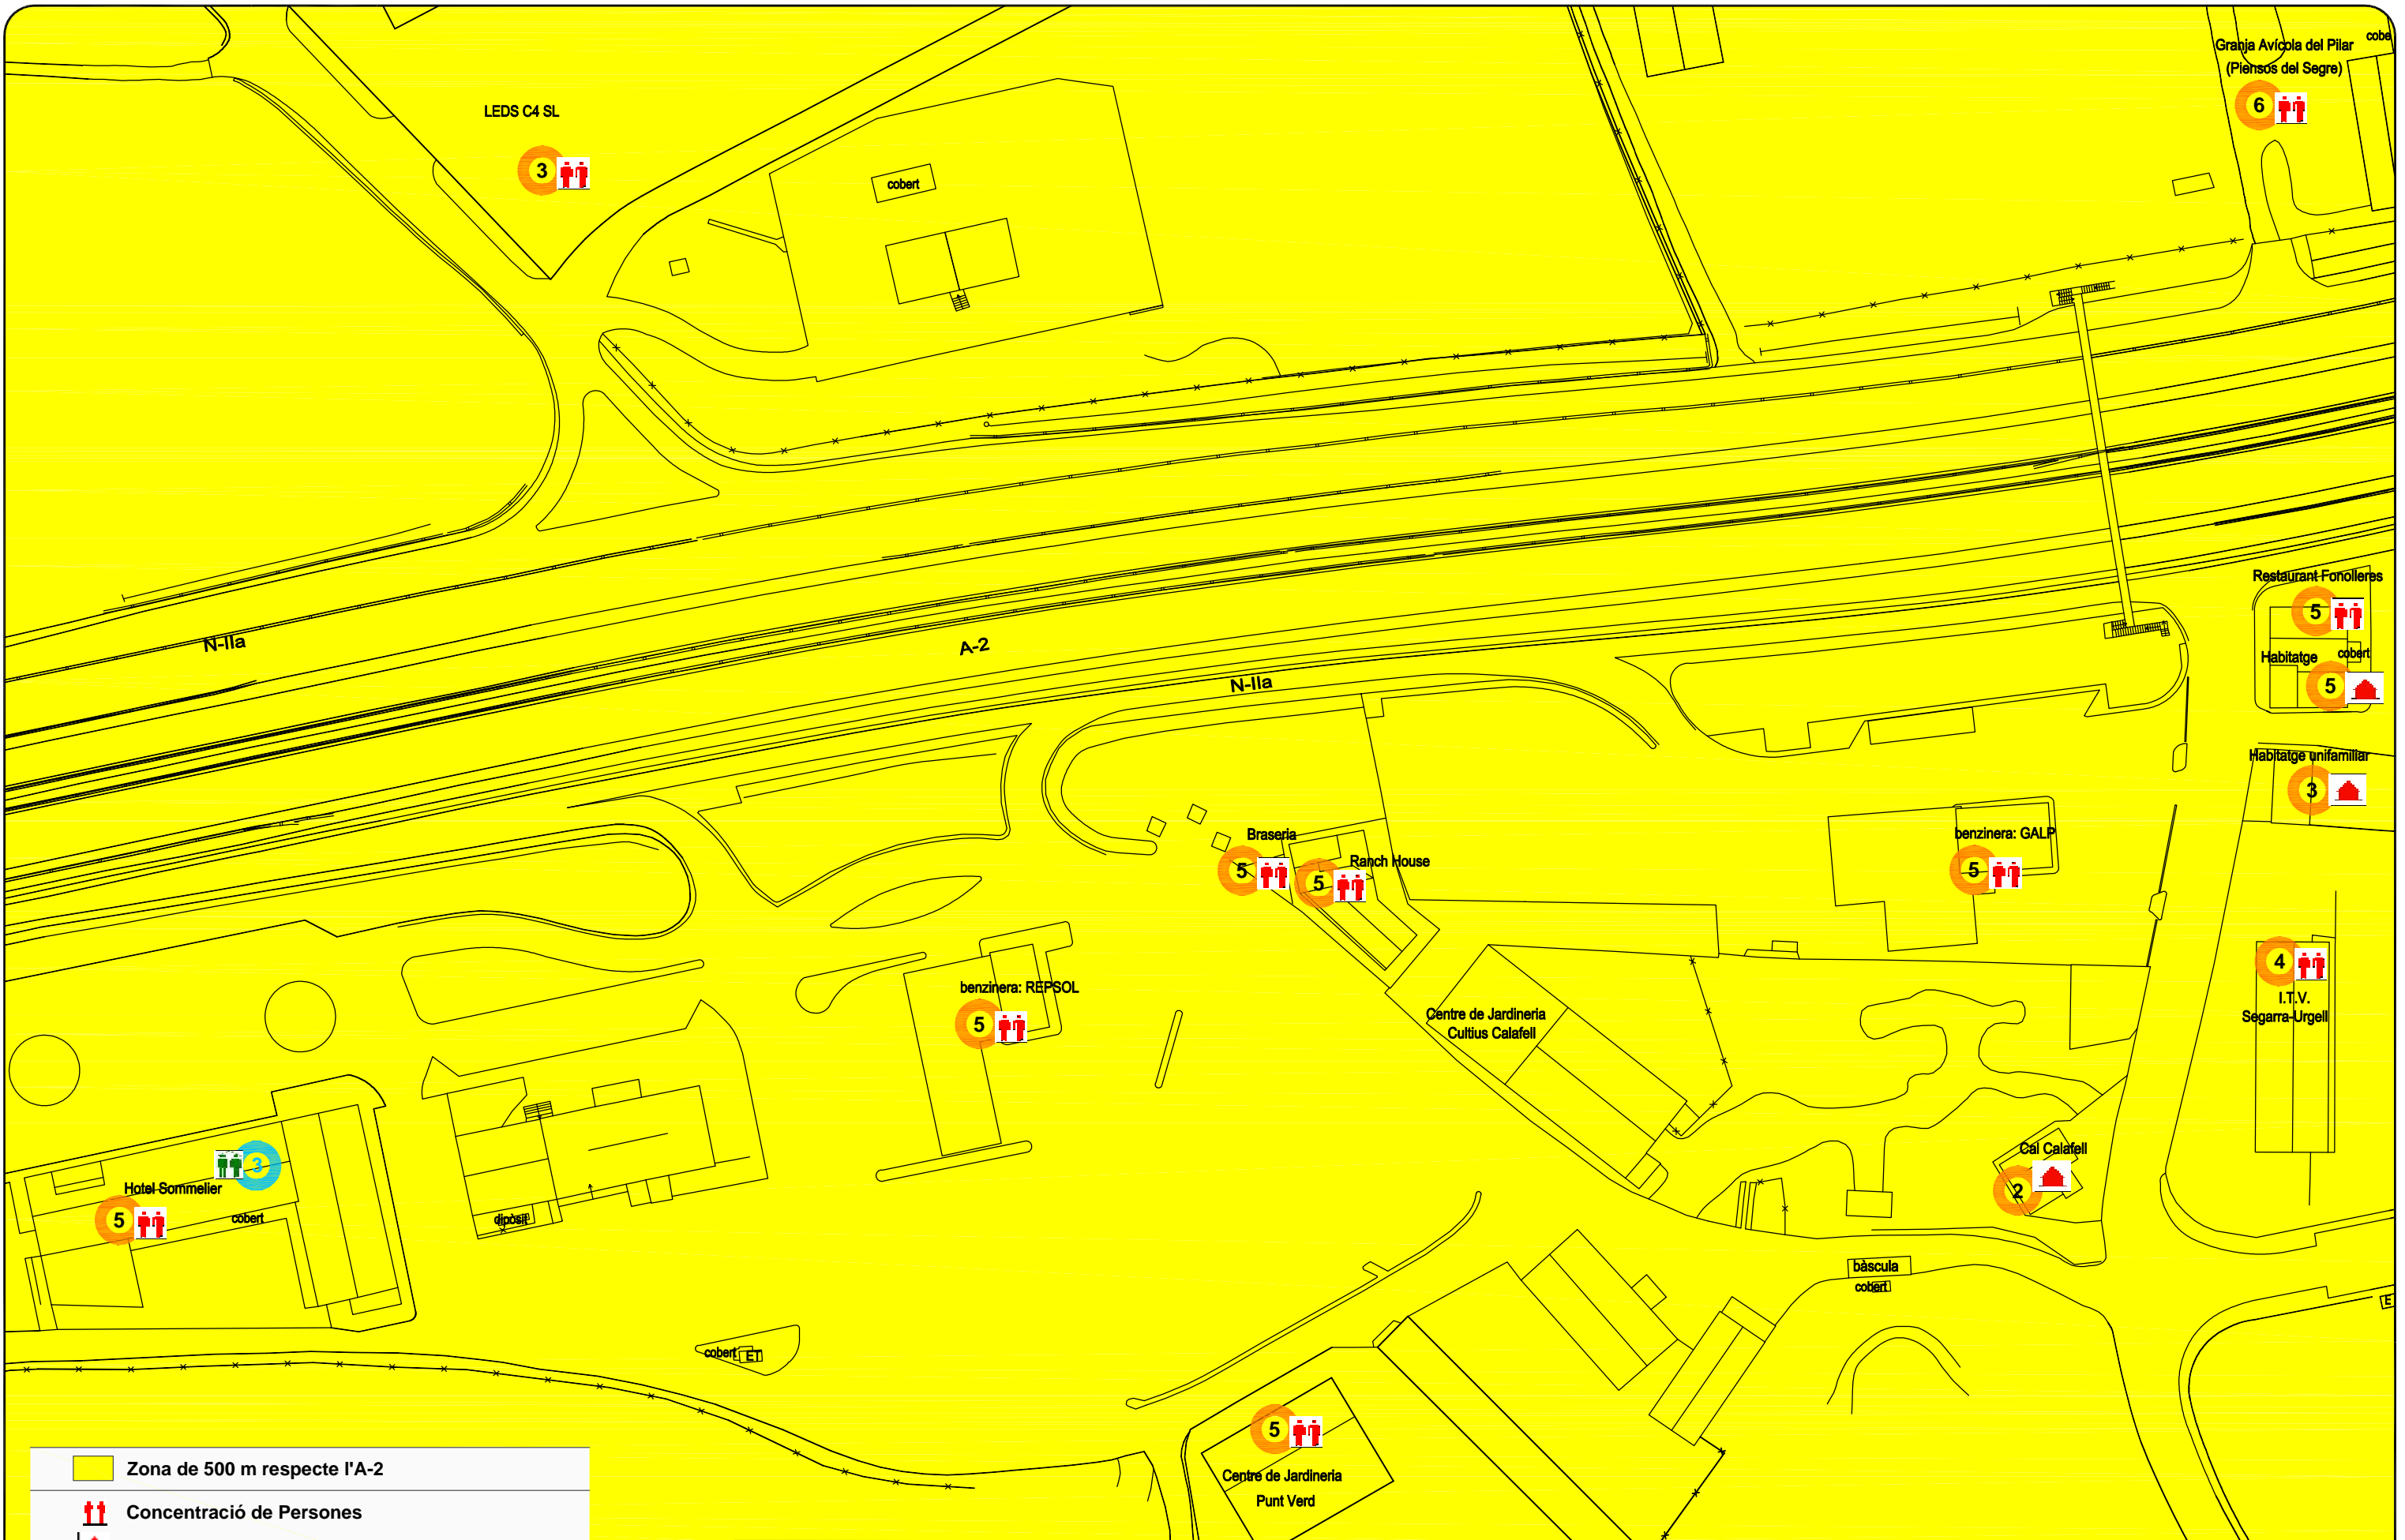 Granja Avícola del Pilar
cobe
(Piensos del Segre)
6
LEDS C4 SL
3
cobert
Restaurant Fonolleres
5
Habitatge
cobert
5
N-IIa
A-2
N-IIa
Habitatge unifamiliar
3
Braseria
benzinera: GALP
Ranch House
5
5
5
4
benzinera: REPSOL
I.T.V.
Segarra-Urgell
5
Centre de Jardineria
Cultius Calafell
Cal Calafell
3
Hotel Sommelier
2
5
cobert
dipòsit
bàscula
cobert
E
cobert
ET
5
Centre de Jardineria
Punt Verd
Zona de 500 m respecte l'A-2
Concentració de Persones